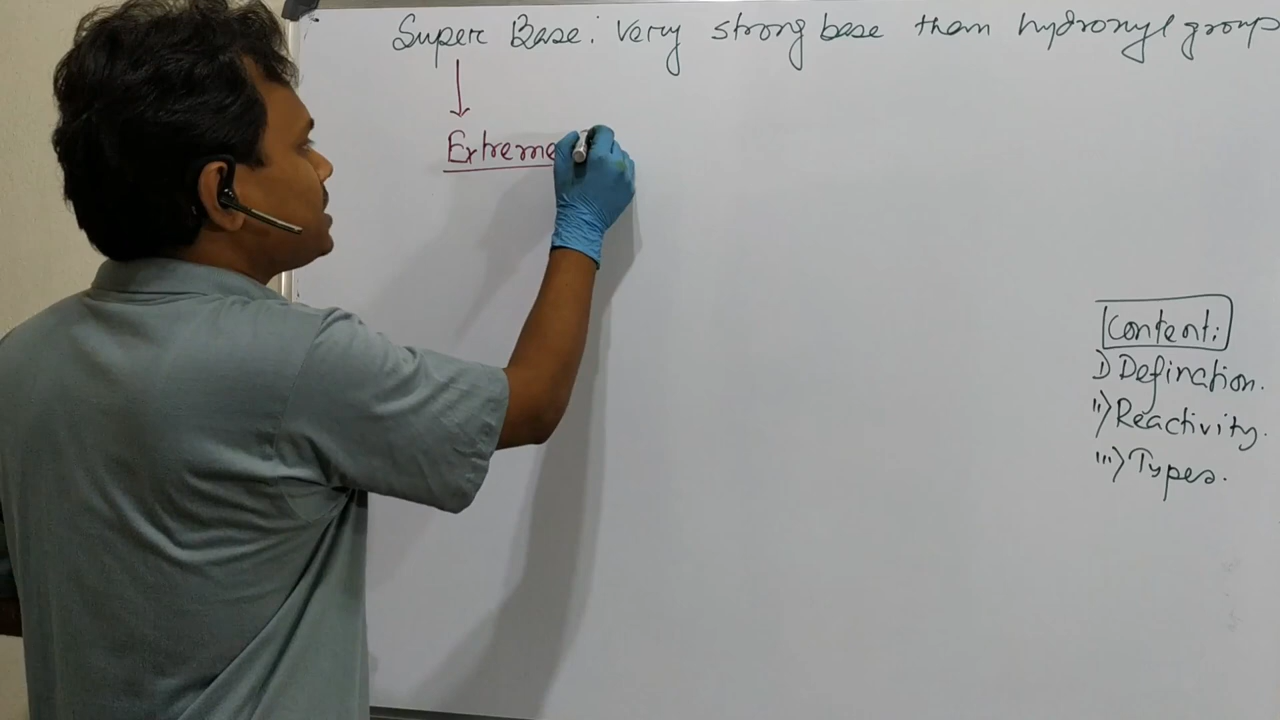 Super Base: Very strong base than hydroxyl group
Extreme
Content:
i) Defination.
ii) Reactivity.
iii) Types.